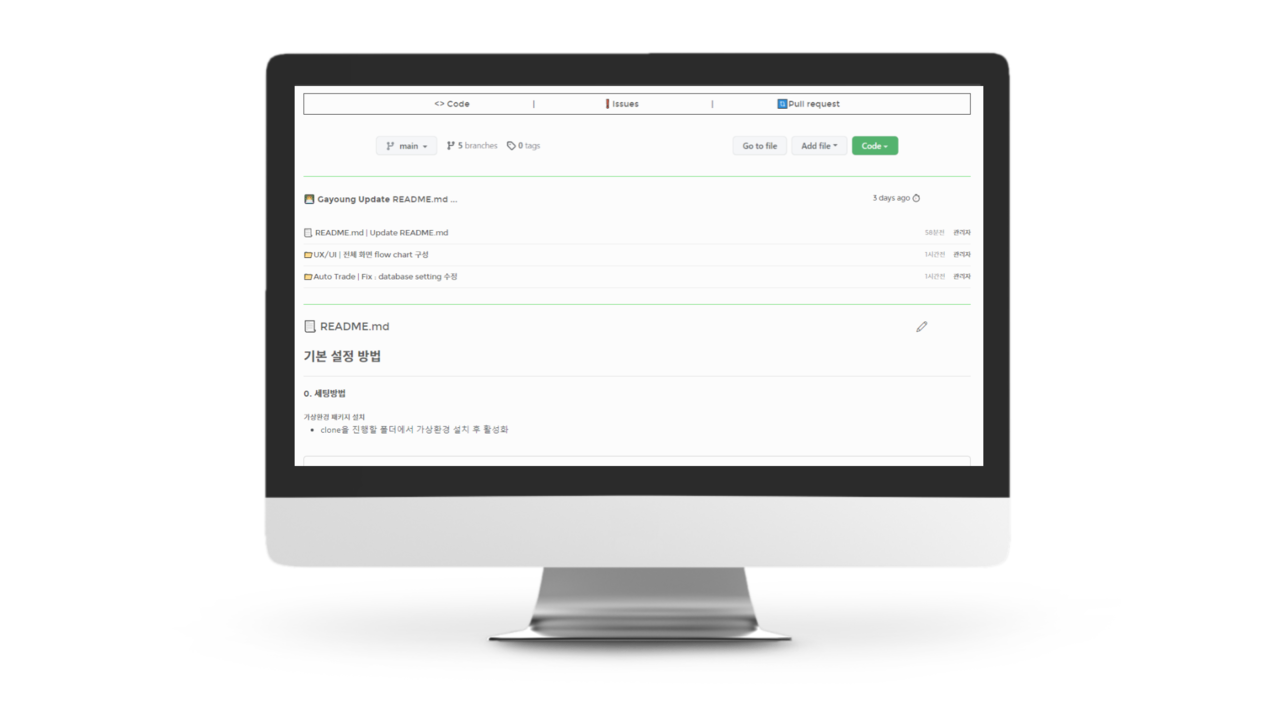 <> Code | Issues | Pull request
main 5 branches 0 tags Go to file Add file Code
Gayoung Update README.md ... 3 days ago
README.md | Update README.md 58분전 관리자
UX/UI | 전체 화면 flow chart 구성 1시간전 관리자
Auto Trade | Fix : database setting 수정 1시간전 관리자
README.md
기본 설정 방법
0. 세팅방법
가상환경 패키지 설치
• clone을 진행할 폴더에서 가상환경 설치 후 활성화